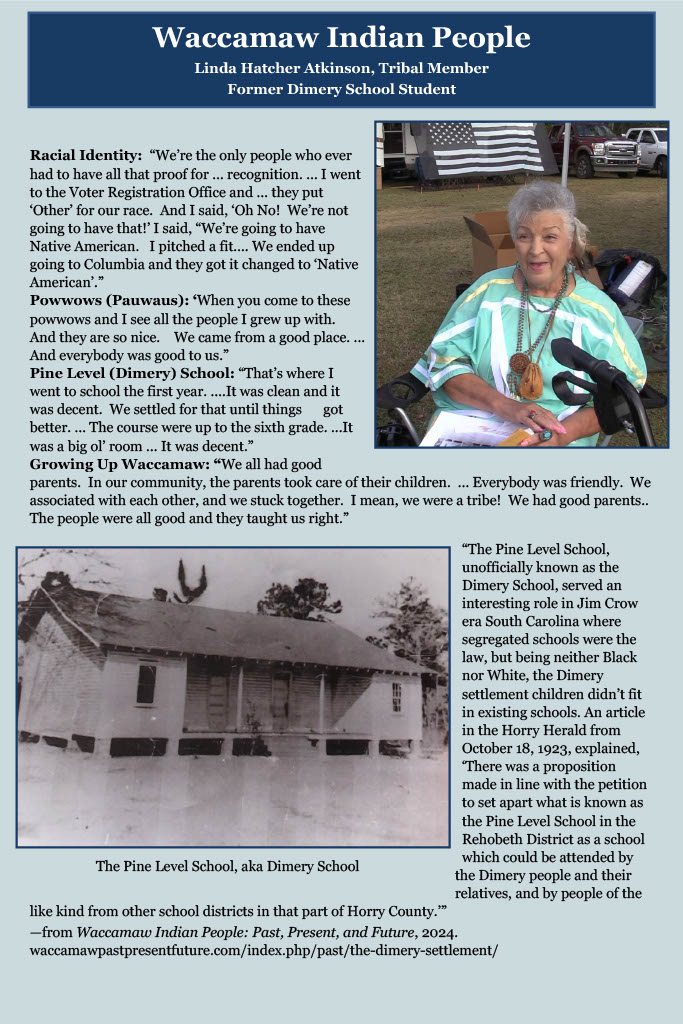 Waccamaw Indian People
Linda Hatcher Atkinson, Tribal Member
Former Dimery School Student
Racial Identity: “We’re the only people who ever
had to have all that proof for ... recognition. ... I went
to the Voter Registration Office and ... they put
‘Other’ for our race. And I said, ‘Oh No! We’re not
going to have that!’ I said, “We’re going to have
Native American. I pitched a fit.... We ended up
going to Columbia and they got it changed to ‘Native
American’.”
Powwows (Pauwaus): ‘When you come to these
powwows and I see all the people I grew up with.
And they are so nice. We came from a good place. ...
And everybody was good to us.”
Pine Level (Dimery) School: “That’s where I
went to school the first year. ....It was clean and it
was decent. We settled for that until things got
better. ... The course were up to the sixth grade. ...It
was a big ol’ room ... It was decent.”
Growing Up Waccamaw: “We all had good
parents. In our community, the parents took care of their children. ... Everybody was friendly. We
associated with each other, and we stuck together. I mean, we were a tribe! We had good parents..
The people were all good and they taught us right.”
“The Pine Level School,
unofficially known as the
Dimery School, served an
interesting role in Jim Crow
era South Carolina where
segregated schools were the
law, but being neither Black
nor White, the Dimery
settlement children didn’t fit
in existing schools. An article
in the Horry Herald from
October 18, 1923, explained,
‘There was a proposition
made in line with the petition
to set apart what is known as
the Pine Level School in the
Rehobeth District as a school
which could be attended by
the Dimery people and their
relatives, and by people of the
like kind from other school districts in that part of Horry County.’”
—from Waccamaw Indian People: Past, Present, and Future, 2024.
waccamawpastpresentfuture.com/index.php/past/the-dimery-settlement/
The Pine Level School, aka Dimery School